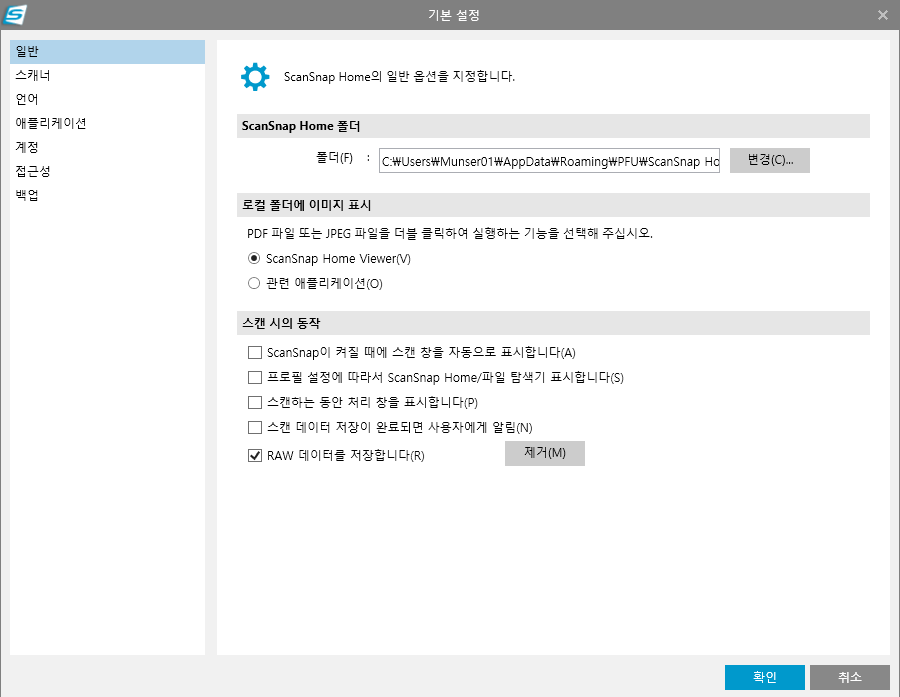 기본 설정
일반
스캐너
언어
애플리케이션
계정
접근성
백업
ScanSnap Home의 일반 옵션을 지정합니다.
ScanSnap Home 폴더
폴더(F) : C:₩Users₩Munser01₩AppData₩Roaming₩PFU₩ScanSnap Ho 변경(C)...
로컬 폴더에 이미지 표시
PDF 파일 또는 JPEG 파일을 더블 클릭하여 실행하는 기능을 선택해 주십시오.
ScanSnap Home Viewer(V)
관련 애플리케이션(O)
스캔 시의 동작
ScanSnap이 켜질 때에 스캔 창을 자동으로 표시합니다(A)
프로필 설정에 따라서 ScanSnap Home/파일 탐색기 표시합니다(S)
스캔하는 동안 처리 창을 표시합니다(P)
스캔 데이터 저장이 완료되면 사용자에게 알림(N)
RAW 데이터를 저장합니다(R) 제거(M)
확인 취소